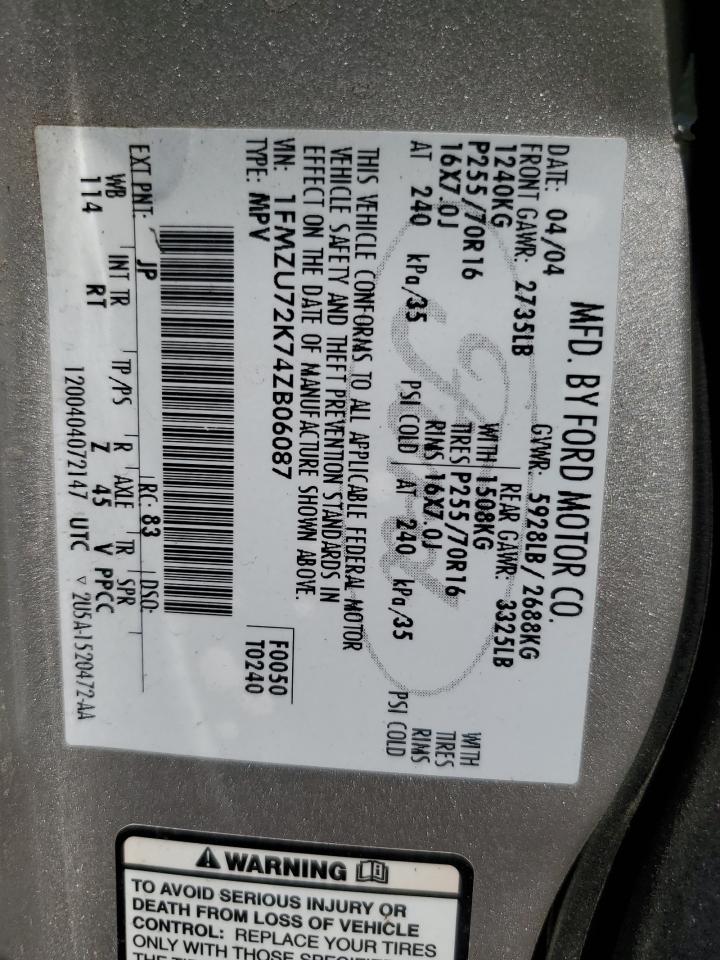 MFD. BY FORD MOTOR CO.
DATE: 04/04 GVWR: 5928LB/2688KG
FRONT GAWR: 2735LB REAR GAWR: 3325LB
1240KG WITH 1508KG WITH
P255/70R16 TIRES P255/70R16 TIRES
16X7.0J RIMS 16X7.0J RIMS
AT 240 kPa/35 PSI COLD AT 240 kPa/35 PSI COLD
THIS VEHICLE CONFORMS TO ALL APPLICABLE FEDERAL MOTOR
VEHICLE SAFETY AND THEFT PREVENTION STANDARDS IN
EFFECT ON THE DATE OF MANUFACTURE SHOWN ABOVE.
VIN: 1FMZU72K74ZB06087
TYPE: MPV
F0050
T0240
EXT PNT: JP RC: 83 DSO:
WB INT TR TP/PS R AXLE TR SPR
114 RT Z 45 V PPCC
1200404072147 UTC ▽ 2U5A-1520472-AA
Ford
⚠ WARNING
TO AVOID SERIOUS INJURY OR
DEATH FROM LOSS OF VEHICLE
CONTROL: REPLACE YOUR TIRES
ONLY WITH THOSE